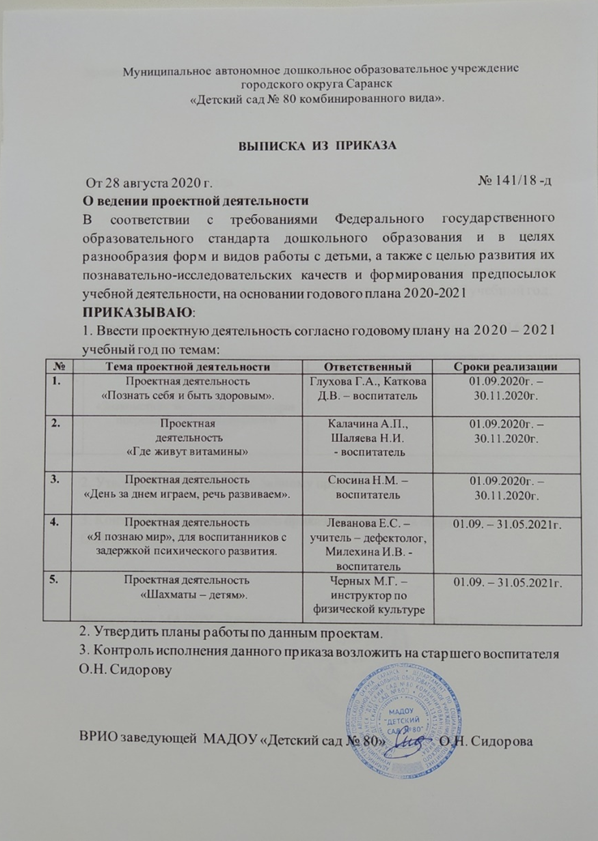 Муниципальное автономное дошкольное образовательное учреждение
городского округа Саранск
«Детский сад № 80 комбинированного вида».
ВЫПИСКА ИЗ ПРИКАЗА
От 28 августа 2020 г. № 141/18 -д
О ведении проектной деятельности
В соответствии с требованиями Федерального государственного
образовательного стандарта дошкольного образования и в целях
разнообразия форм и видов работы с детьми, а также с целью развития их
познавательно-исследовательских качеств и формирования предпосылок
учебной деятельности, на основании годового плана 2020-2021
ПРИКАЗЫВАЮ:
1. Ввести проектную деятельность согласно годовому плану на 2020 – 2021
учебный год по темам:
№ Тема проектной деятельности Ответственный Сроки реализации
1. Проектная деятельность Глухова Г.А., Каткова 01.09.2020г. –
«Познать себя и быть здоровым». Д.В. – воспитатель 30.11.2020г.
2. Проектная Калачина А.П., 01.09.2020г. –
деятельность Шаляева Н.И. 30.11.2020г.
«Где живут витамины» - воспитатель
3. Проектная деятельность Сюсина Н.М. – 01.09.2020г. –
«День за днем играем, речь развиваем». воспитатель 30.11.2020г.
4. Проектная деятельность Леванова Е.С. – 01.09. – 31.05.2021г.
«Я познаю мир», для воспитанников с учитель – дефектолог,
задержкой психического развития. Милехина И.В. -
воспитатель
5. Проектная деятельность Черных М.Г. – 01.09. – 31.05.2021г.
«Шахматы – детям». инструктор по
физической культуре
2. Утвердить планы работы по данным проектам.
3. Контроль исполнения данного приказа возложить на старшего воспитателя
О.Н. Сидорову
МАДОУ
"ДЕТСКИЙ
САД №80"
ВРИО заведующей МАДОУ «Детский сад № 80» О.Н. Сидорова